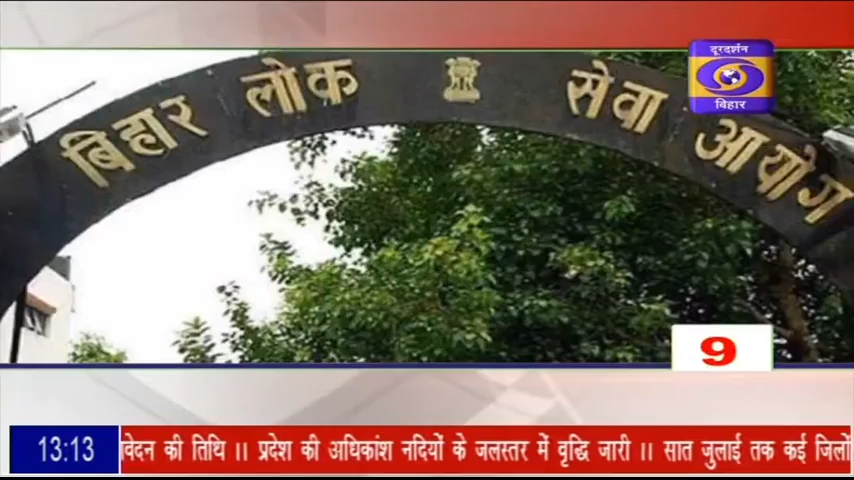 दूरदर्शन
बिहार
बिहार लोक सेवा आयोग
9
13:13 वेदन की तिथि || प्रदेश की अधिकांश नदियों के जलस्तर में वृद्धि जारी || सात जुलाई तक कई जिलों